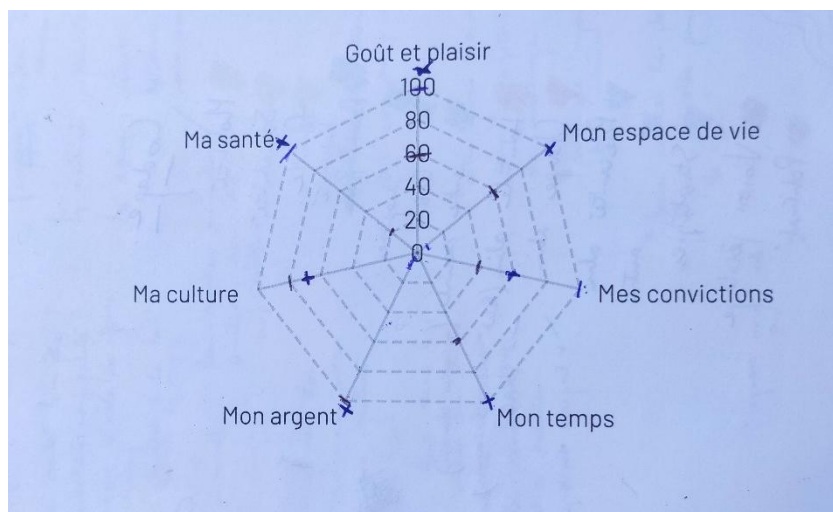 Goût et plaisir
100
80
60
40
20
0
Ma santé
Mon espace de vie
Ma culture
Mes convictions
Mon argent
Mon temps